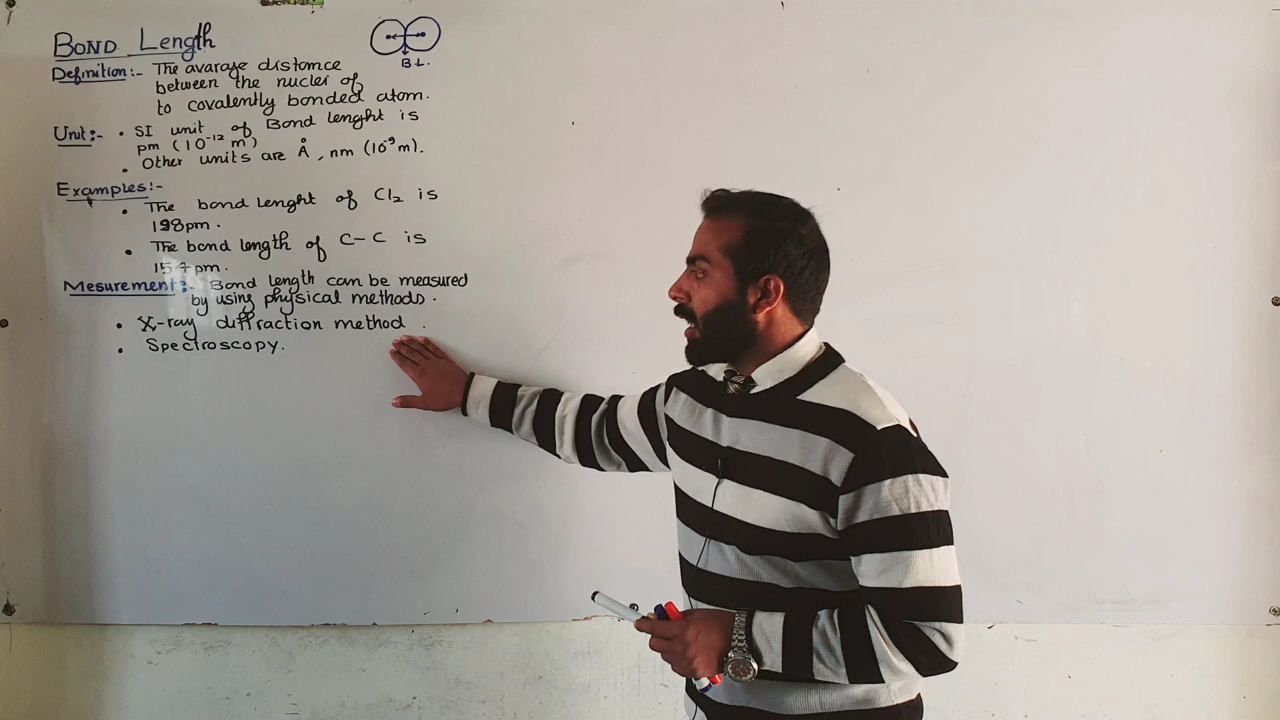 BOND Length
B L.
Definition:- The avarage distance
between the nuclei of
to covalently bonded atom.
Unit:- • SI unit of Bond lenght is
pm (10⁻¹² m)
• Other units are Å, nm (10⁻⁹m).
Examples:-
• The bond lenght of Cl₂ is
198pm.
• The bond length of C-C is
154pm.
Mesurement:- Bond length can be measured
by using physical methods.
• X-ray diffraction method.
• Spectroscopy.